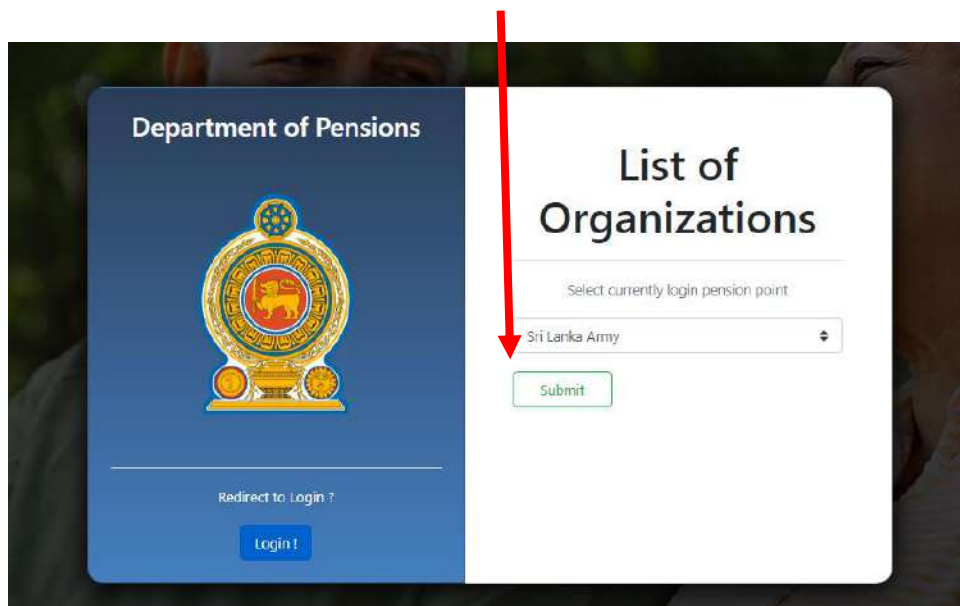 Department of Pensions
Redirect to Login ?
Login !
List of
Organizations
Select currently login pension point
Sri Lanka Army
Submit